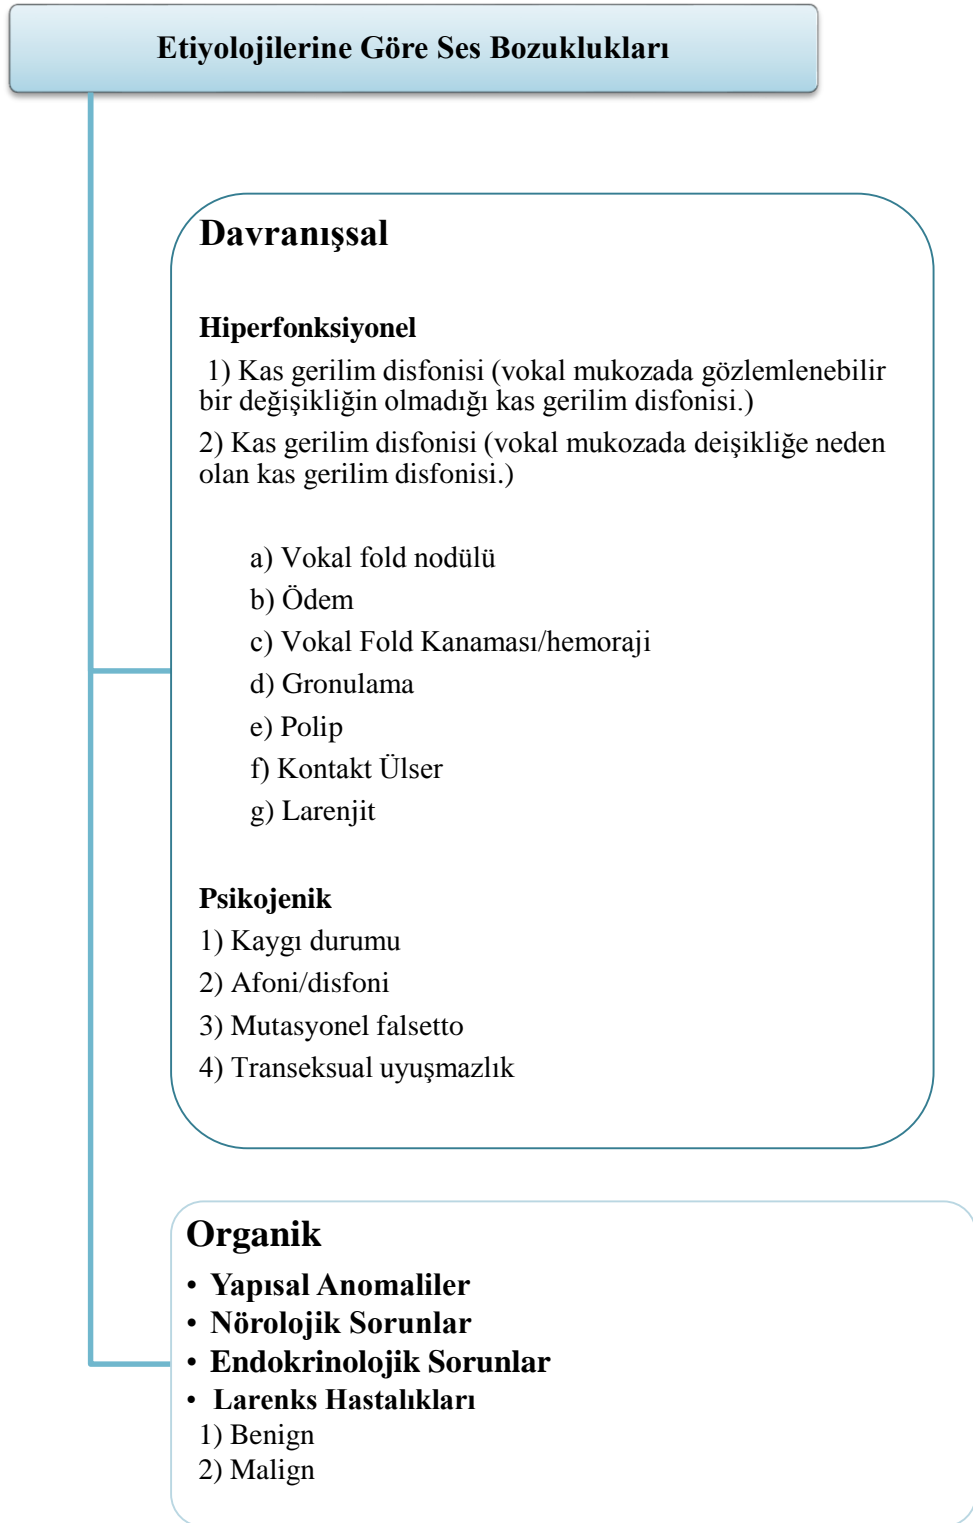 Etiyolojilerine Göre Ses Bozuklukları
Davranışsal
Hiperfonksiyonel
1) Kas gerilim disfonisi (vokal mukozada gözlemlenebilir
bir değişikliğin olmadığı kas gerilim disfonisi.)
2) Kas gerilim disfonisi (vokal mukozada deişikliğe neden
olan kas gerilim disfonisi.)
a) Vokal fold nodülü
b) Ödem
c) Vokal Fold Kanaması/hemoraji
d) Gronulama
e) Polip
f) Kontakt Ülser
g) Larenjit
Psikojenik
1) Kaygı durumu
2) Afoni/disfoni
3) Mutasyonel falsetto
4) Transeksual uyuşmazlık
Organik
• Yapısal Anomaliler
• Nörolojik Sorunlar
• Endokrinolojik Sorunlar
• Larenks Hastalıkları
1) Benign
2) Malign